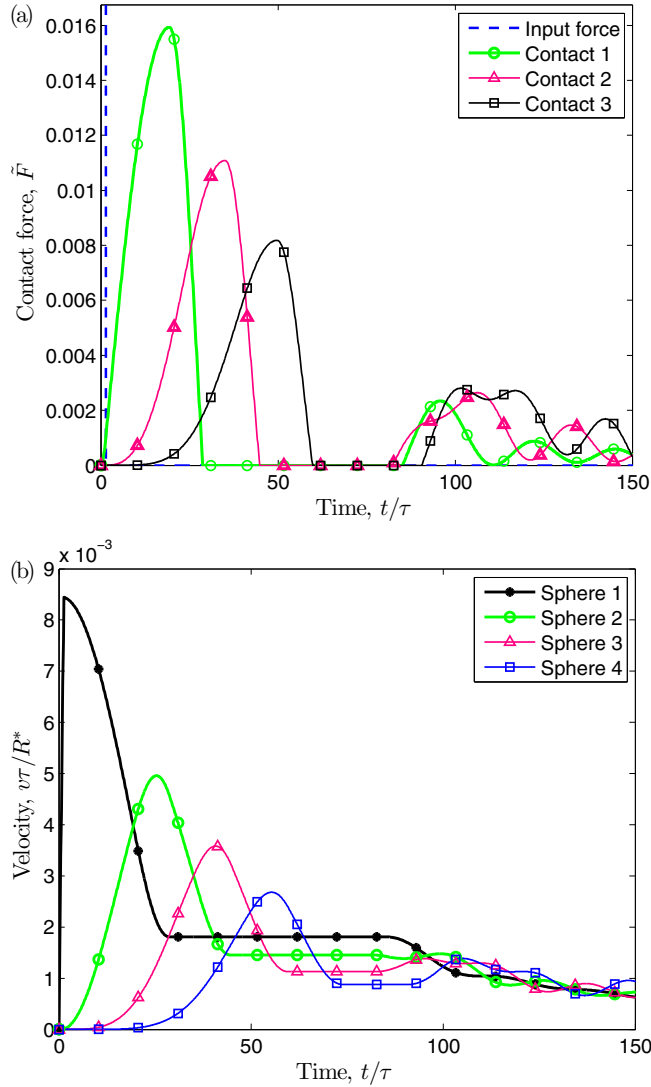 (a)
0.016
0.014
0.012
0.01
0.008
0.006
0.004
0.002
0
Contact force, F̃
Input force
Contact 1
Contact 2
Contact 3
0 50 100 150
Time, t/τ
(b)
x 10⁻³
9
8
7
6
5
4
3
2
1
0
Velocity, vτ/R*
Sphere 1
Sphere 2
Sphere 3
Sphere 4
0 50 100 150
Time, t/τ